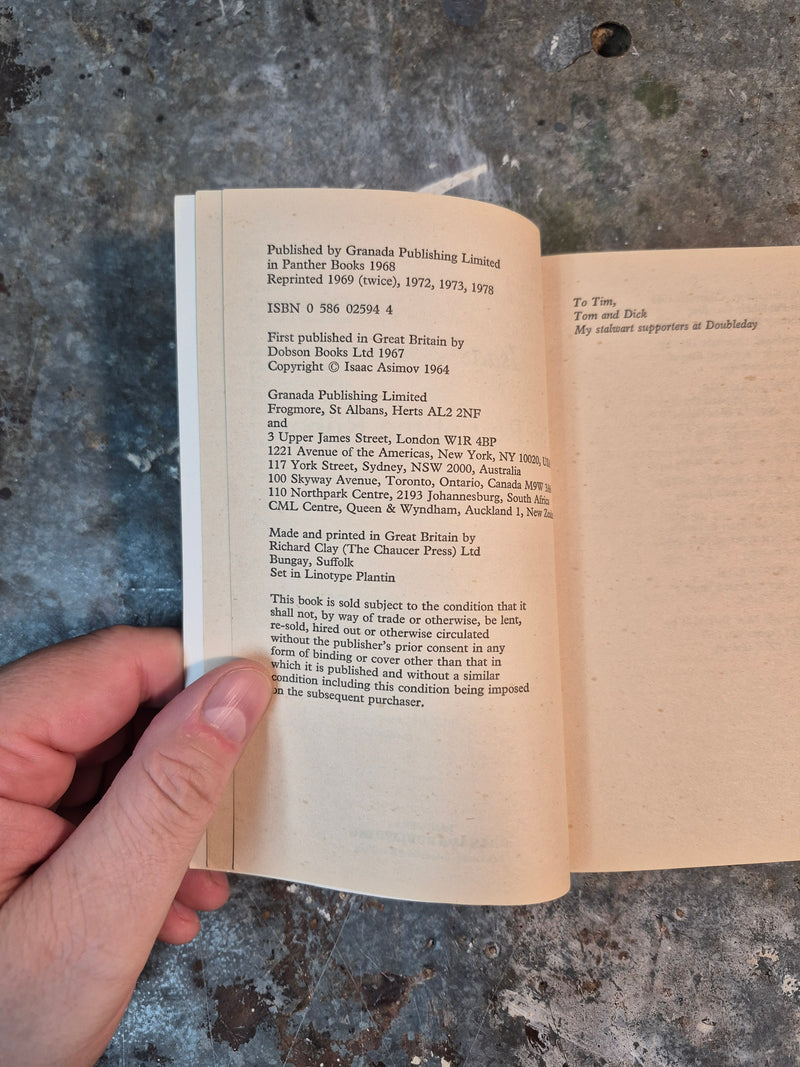 Published by Granada Publishing Limited
in Panther Books 1968
Reprinted 1969 (twice), 1972, 1973, 1978
ISBN 0 586 02594 4
First published in Great Britain by
Dobson Books Ltd 1967
Copyright © Isaac Asimov 1964
Granada Publishing Limited
Frogmore, St Albans, Herts AL2 2NF
and
3 Upper James Street, London W1R 4BP
1221 Avenue of the Americas, New York, NY 10020,
117 York Street, Sydney, NSW 2000, Australia
100 Skyway Avenue, Toronto, Ontario, Canada M9W
110 Northpark Centre, 2193 Johannesburg, South Africa
CML Centre, Queen & Wyndham, Auckland 1, New
Made and printed in Great Britain by
Richard Clay (The Chaucer Press) Ltd
Bungay, Suffolk
Set in Linotype Plantin
This book is sold subject to the condition that it
shall not, by way of trade or otherwise, be lent,
re-sold, hired out or otherwise circulated
without the publisher's prior consent in any
form of binding or cover other than that in
which it is published and without a similar
condition including this condition being imposed
on the subsequent purchaser.
To Tim,
Tom and Dick
My stalwart supporters at Doubleday